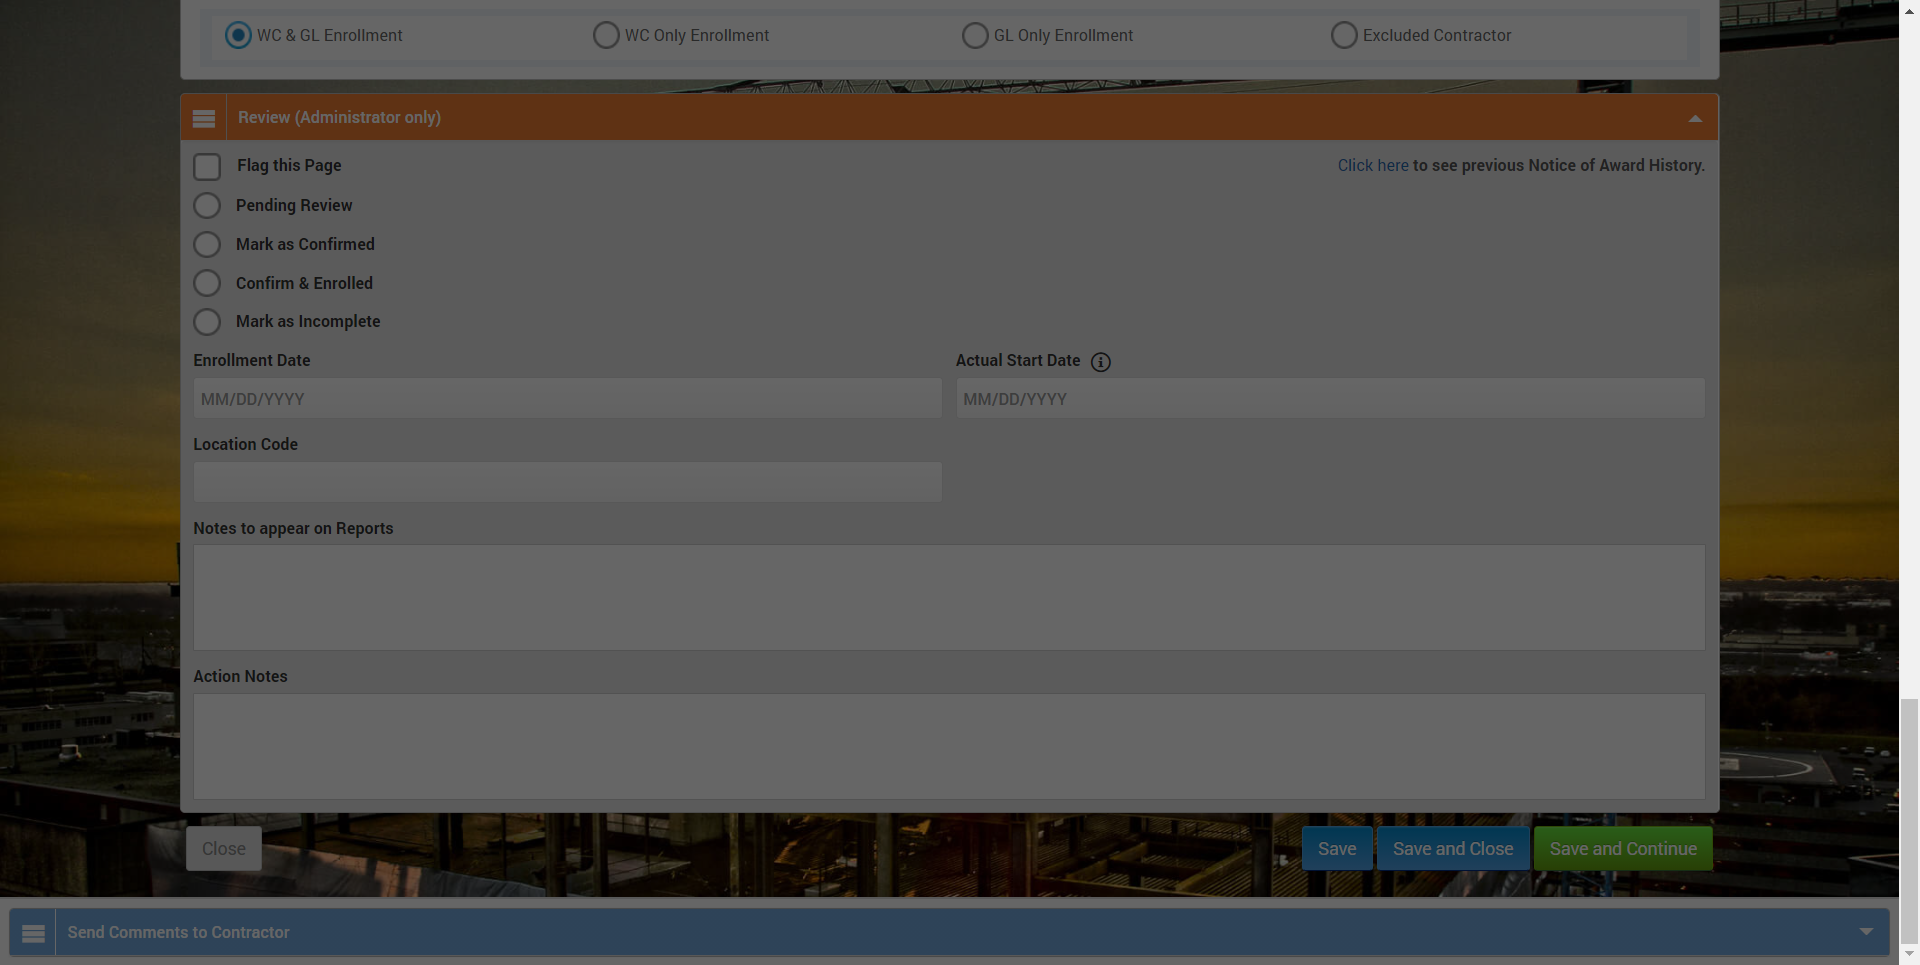 WC & GL Enrollment WC Only Enrollment GL Only Enrollment Excluded Contractor
Review (Administrator only)
Flag this Page Click here to see previous Notice of Award History.
Pending Review
Mark as Confirmed
Confirm & Enrolled
Mark as Incomplete
Enrollment Date Actual Start Date
MM/DD/YYYY MM/DD/YYYY
Location Code
Notes to appear on Reports
Action Notes
Close Save Save and Close Save and Continue
Send Comments to Contractor